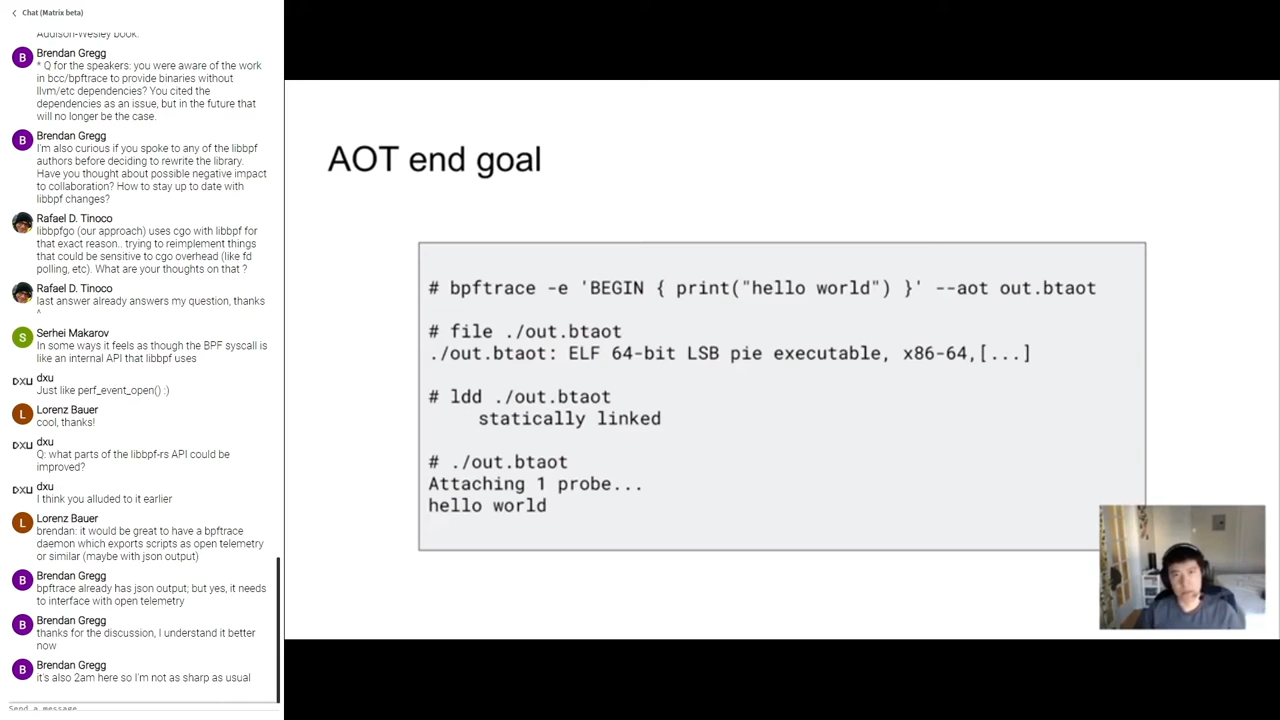 Chat (Matrix beta)
Addison-Wesley book.
B
Brendan Gregg
* Q for the speakers: you were aware of the work
in bcc/bpftrace to provide binaries without
llvm/etc dependencies? You cited the
dependencies as an issue, but in the future that
will no longer be the case.
B
Brendan Gregg
I'm also curious if you spoke to any of the libbpf
authors before deciding to rewrite the library.
Have you thought about possible negative impact
to collaboration? How to stay up to date with
libbpf changes?
Rafael D. Tinoco
libbpfgo (our approach) uses cgo with libbpf for
that exact reason.. trying to reimplement things
that could be sensitive to cgo overhead (like fd
polling, etc). What are your thoughts on that ?
Rafael D. Tinoco
last answer already answers my question, thanks
^
S
Serhei Makarov
In some ways it feels as though the BPF syscall is
like an internal API that libbpf uses
DXU
dxu
Just like perf_event_open() :)
L
Lorenz Bauer
cool, thanks!
DXU
dxu
Q: what parts of the libbpf-rs API could be
improved?
DXU
dxu
I think you alluded to it earlier
L
Lorenz Bauer
brendan: it would be great to have a bpftrace
daemon which exports scripts as open telemetry
or similar (maybe with json output)
B
Brendan Gregg
bpftrace already has json output; but yes, it needs
to interface with open telemetry
B
Brendan Gregg
thanks for the discussion, I understand it better
now
B
Brendan Gregg
it's also 2am here so I'm not as sharp as usual
Send a message
AOT end goal
# bpftrace -e 'BEGIN { print("hello world") }' --aot out.btaot
# file ./out.btaot
./out.btaot: ELF 64-bit LSB pie executable, x86-64,[...]
# ldd ./out.btaot
statically linked
# ./out.btaot
Attaching 1 probe...
hello world